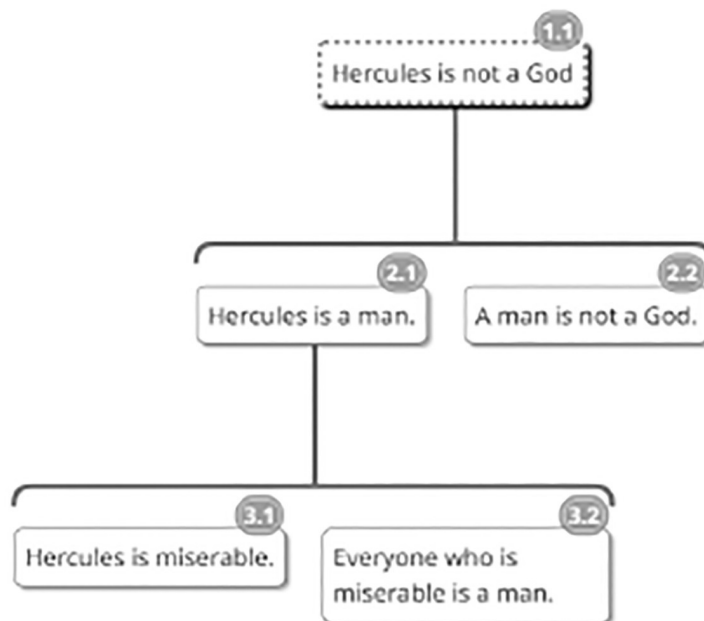 1.1
Hercules is not a God
2.1
Hercules is a man.
2.2
A man is not a God.
3.1
Hercules is miserable.
3.2
Everyone who is
miserable is a man.